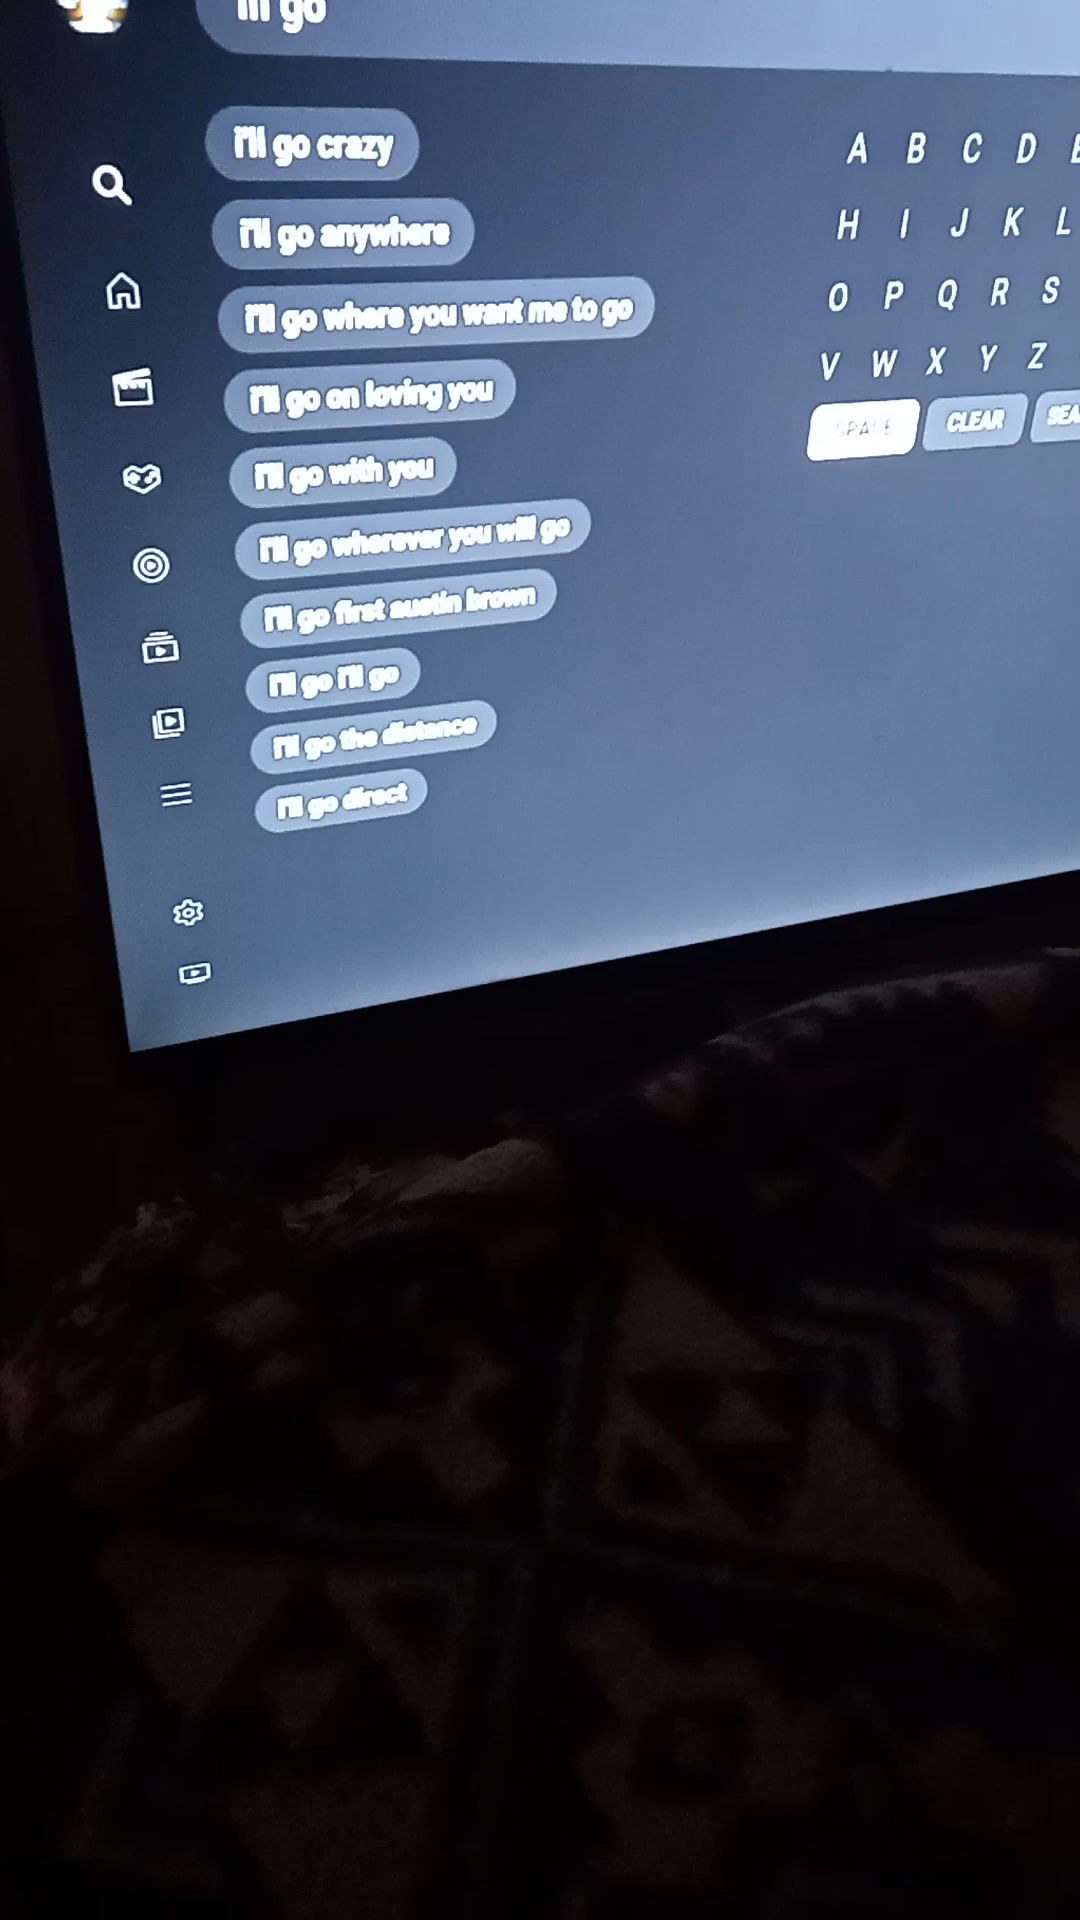 i'll go
i'll go crazy
i'll go anywhere
i'll go where you want me to go
i'll go on loving you
i'll go with you
i'll go wherever you will go
i'll go first austin brown
i'll go i'll go
i'll go the distance
i'll go direct
A B C D E
H I J K L
O P Q R S
V W X Y Z
SPACE CLEAR